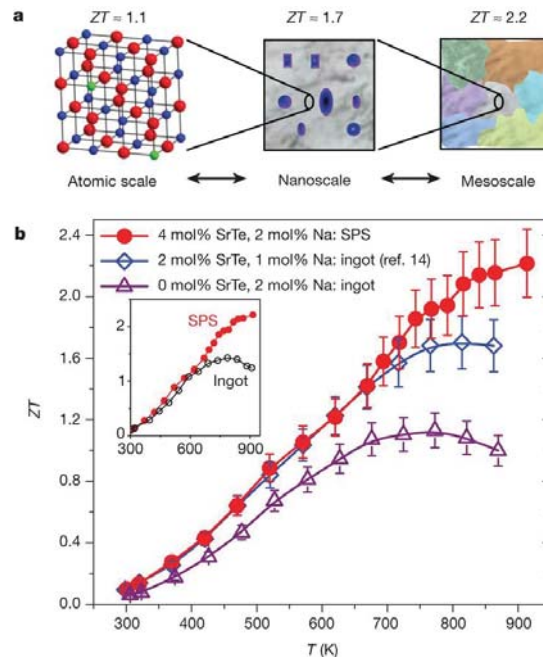 a
ZT ≈ 1.1
ZT ≈ 1.7
ZT ≈ 2.2
Atomic scale
Nanoscale
Mesoscale
b
4 mol% SrTe, 2 mol% Na: SPS
2 mol% SrTe, 1 mol% Na: ingot (ref. 14)
0 mol% SrTe, 2 mol% Na: ingot
2.4
2.0
1.6
1.2
0.8
0.4
0.0
ZT
SPS
Ingot
2
1
0
300
600
900
300
400
500
600
700
800
900
T (K)